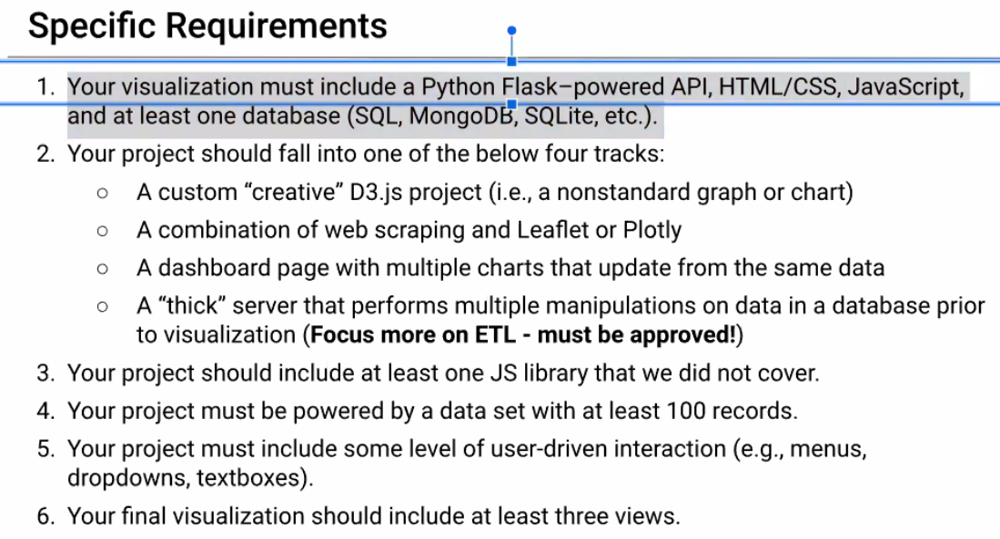 Specific Requirements
1. Your visualization must include a Python Flask–powered API, HTML/CSS, JavaScript,
and at least one database (SQL, MongoDB, SQLite, etc.).
2. Your project should fall into one of the below four tracks:
○ A custom “creative” D3.js project (i.e., a nonstandard graph or chart)
○ A combination of web scraping and Leaflet or Plotly
○ A dashboard page with multiple charts that update from the same data
○ A “thick” server that performs multiple manipulations on data in a database prior
to visualization (Focus more on ETL - must be approved!)
3. Your project should include at least one JS library that we did not cover.
4. Your project must be powered by a data set with at least 100 records.
5. Your project must include some level of user-driven interaction (e.g., menus,
dropdowns, textboxes).
6. Your final visualization should include at least three views.